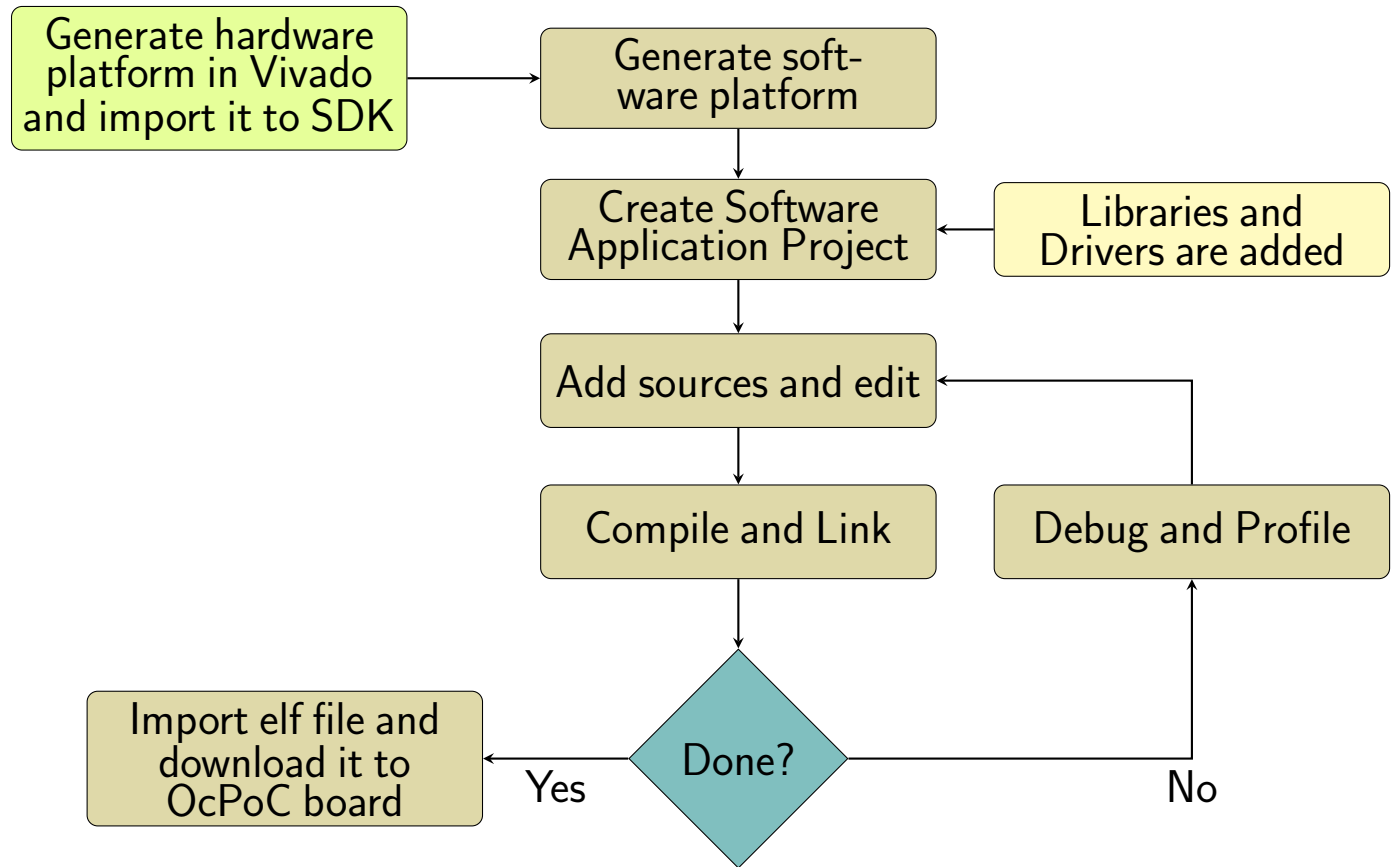 Generate hardware
platform in Vivado
and import it to SDK
Generate soft-
ware platform
Create Software
Application Project
Libraries and
Drivers are added
Add sources and edit
Compile and Link
Debug and Profile
Import elf file and
download it to
OcPoC board
Yes
Done?
No